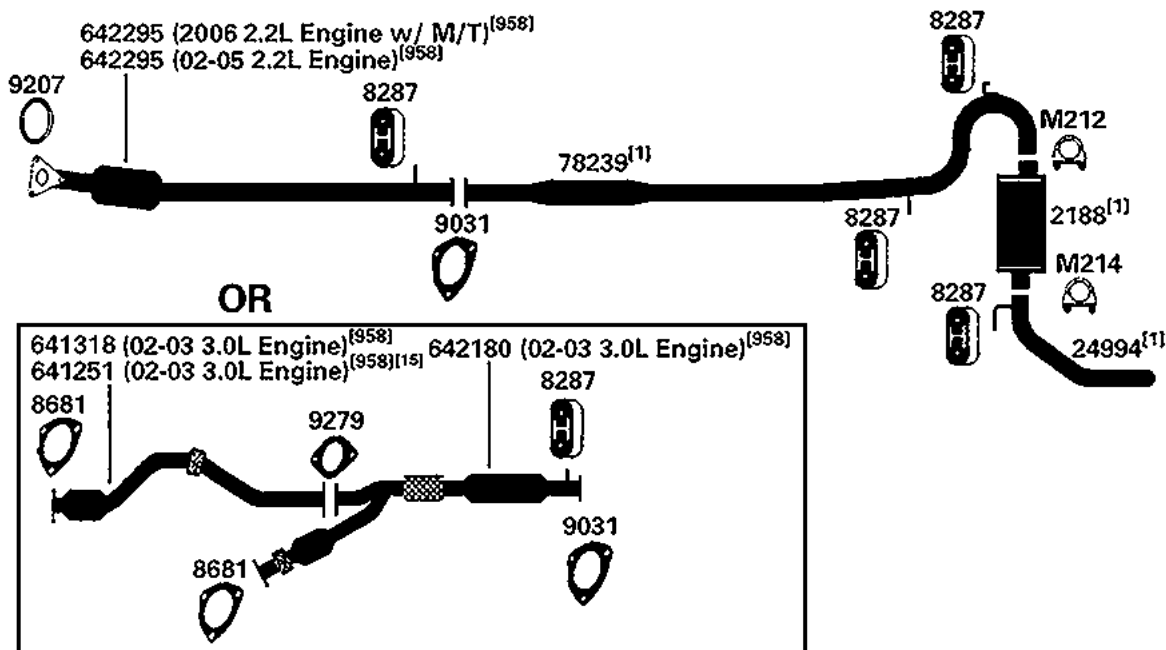 642295 (2006 2.2L Engine w/ M/T)[958]
642295 (02-05 2.2L Engine)[958]
9207
8287
8287
M212
78239[1]
9031
8287
2188[1]
M214
8287
24994[1]
OR
641318 (02-03 3.0L Engine)[958]
641251 (02-03 3.0L Engine)[958][15]
642180 (02-03 3.0L Engine)[958]
8681
9279
8287
8681
9031